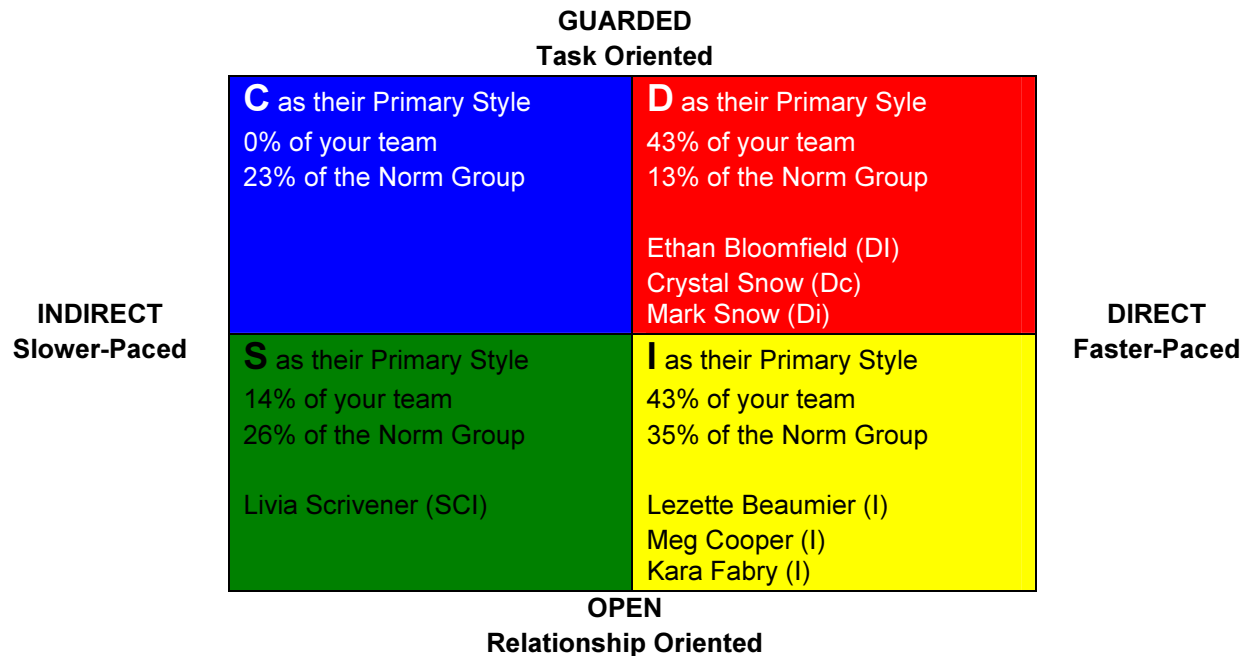 GUARDED
Task Oriented
C as their Primary Style
0% of your team
23% of the Norm Group
D as their Primary Syle
43% of your team
13% of the Norm Group
Ethan Bloomfield (DI)
Crystal Snow (Dc)
Mark Snow (Di)
INDIRECT
Slower-Paced
DIRECT
Faster-Paced
S as their Primary Style
14% of your team
26% of the Norm Group
Livia Scrivener (SCI)
I as their Primary Style
43% of your team
35% of the Norm Group
Lezette Beaumier (I)
Meg Cooper (I)
Kara Fabry (I)
OPEN
Relationship Oriented